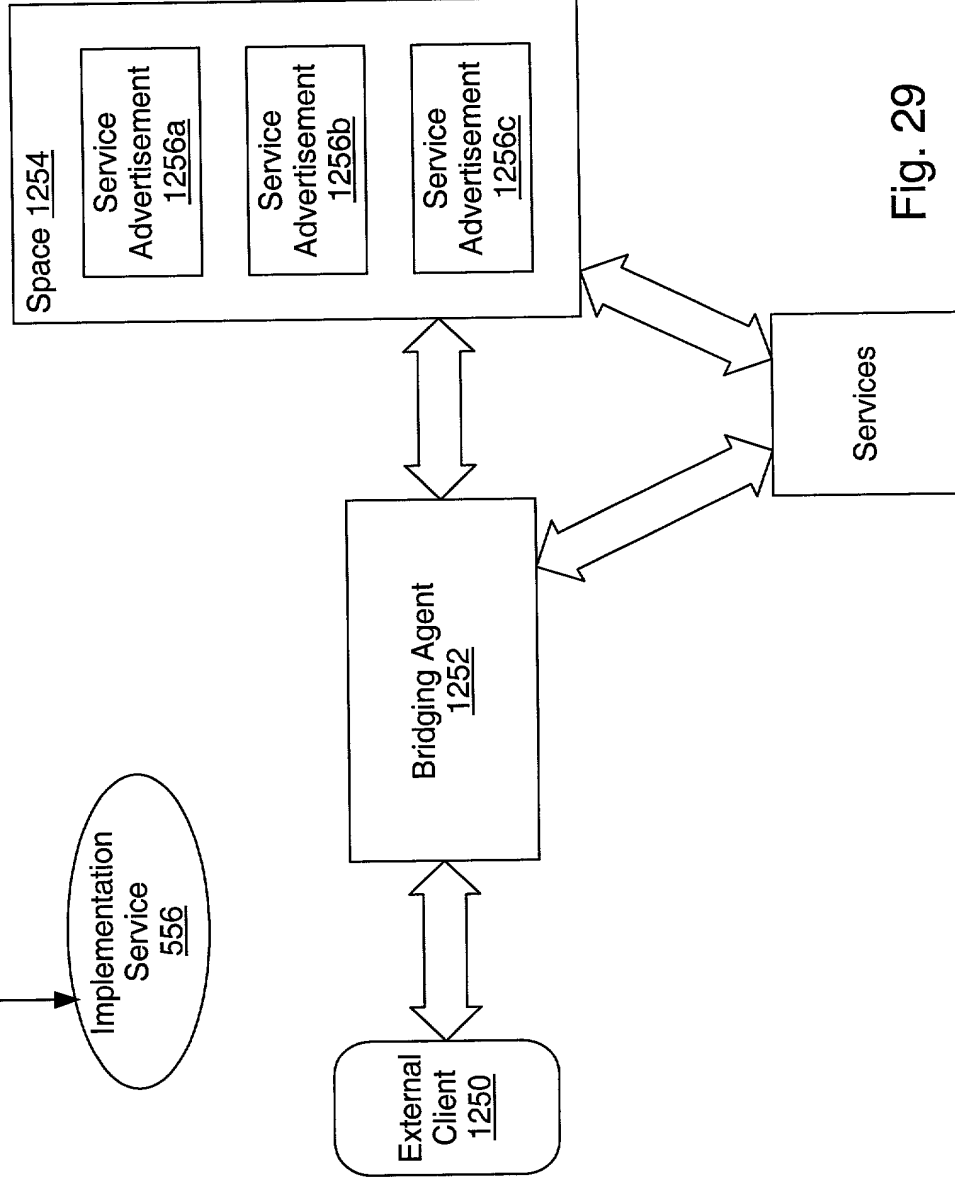 Implementation
Service
556
External
Client
1250
Bridging Agent
1252
Space 1254
Service
Advertisement
1256a
Service
Advertisement
1256b
Service
Advertisement
1256c
Services
Fig. 29